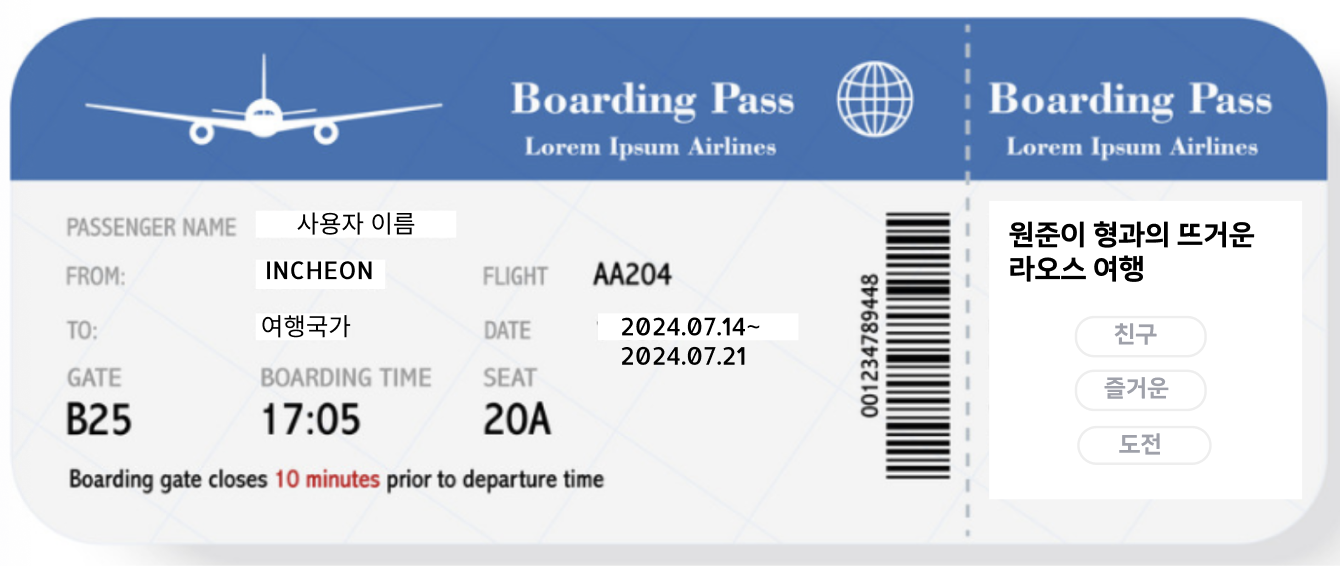 Boarding Pass
Lorem Ipsum Airlines
PASSENGER NAME 사용자 이름
FROM: INCHEON FLIGHT AA204
TO: 여행국가 DATE 2024.07.14~
2024.07.21
GATE BOARDING TIME SEAT
B25 17:05 20A
Boarding gate closes 10 minutes prior to departure time
001234789448
Boarding Pass
Lorem Ipsum Airlines
원준이 형과의 뜨거운
라오스 여행
친구
즐거운
도전